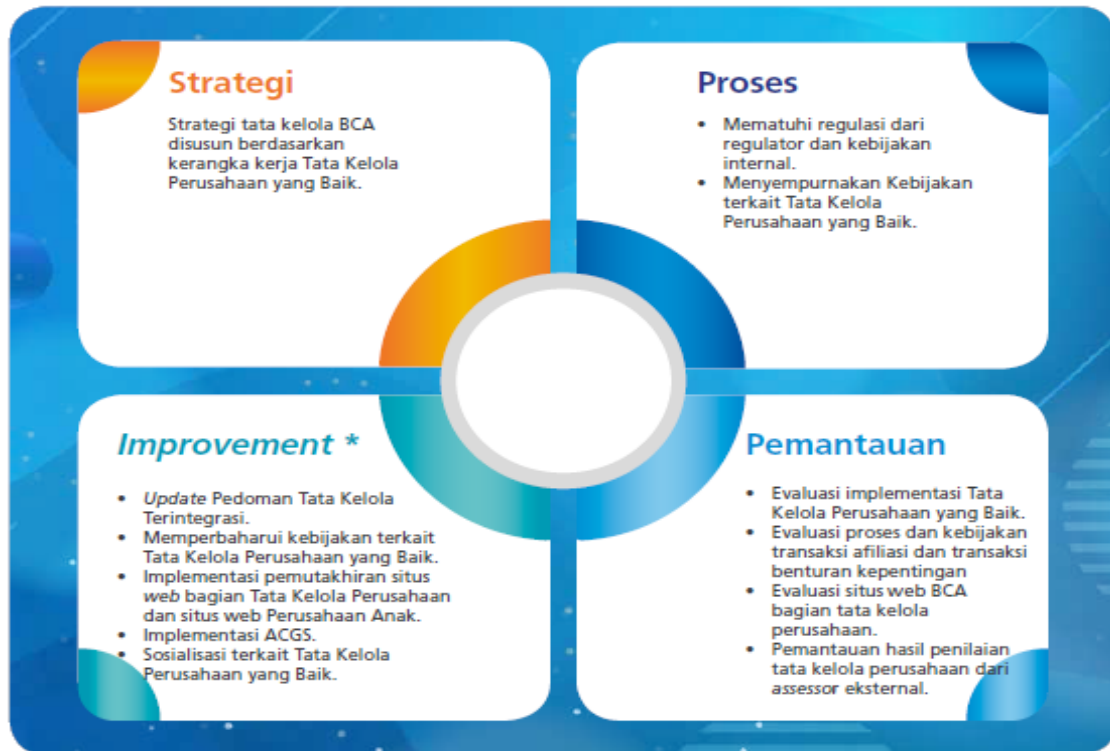 Strategi
Strategi tata kelola BCA
disusun berdasarkan
kerangka kerja Tata Kelola
Perusahaan yang Baik.
Proses
• Mematuhi regulasi dari
regulator dan kebijakan
internal.
• Menyempurnakan Kebijakan
terkait Tata Kelola
Perusahaan yang Baik.
Improvement *
• Update Pedoman Tata Kelola
Terintegrasi.
• Memperbaharui kebijakan terkait
Tata Kelola Perusahaan yang Baik.
• Implementasi pemutakhiran situs
web bagian Tata Kelola Perusahaan
dan situs web Perusahaan Anak.
• Implementasi ACGS.
• Sosialisasi terkait Tata Kelola
Perusahaan yang Baik.
Pemantauan
• Evaluasi implementasi Tata
Kelola Perusahaan yang Baik.
• Evaluasi proses dan kebijakan
transaksi afiliasi dan transaksi
benturan kepentingan
• Evaluasi situs web BCA
bagian tata kelola
perusahaan.
• Pemantauan hasil penilaian
tata kelola perusahaan dari
assessor eksternal.